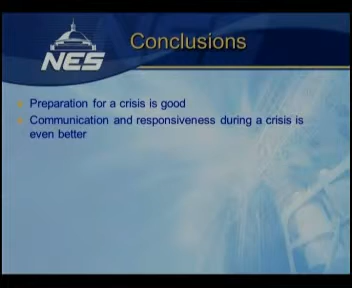 Conclusions
NES
Preparation for a crisis is good
Communication and responsiveness during a crisis is
even better